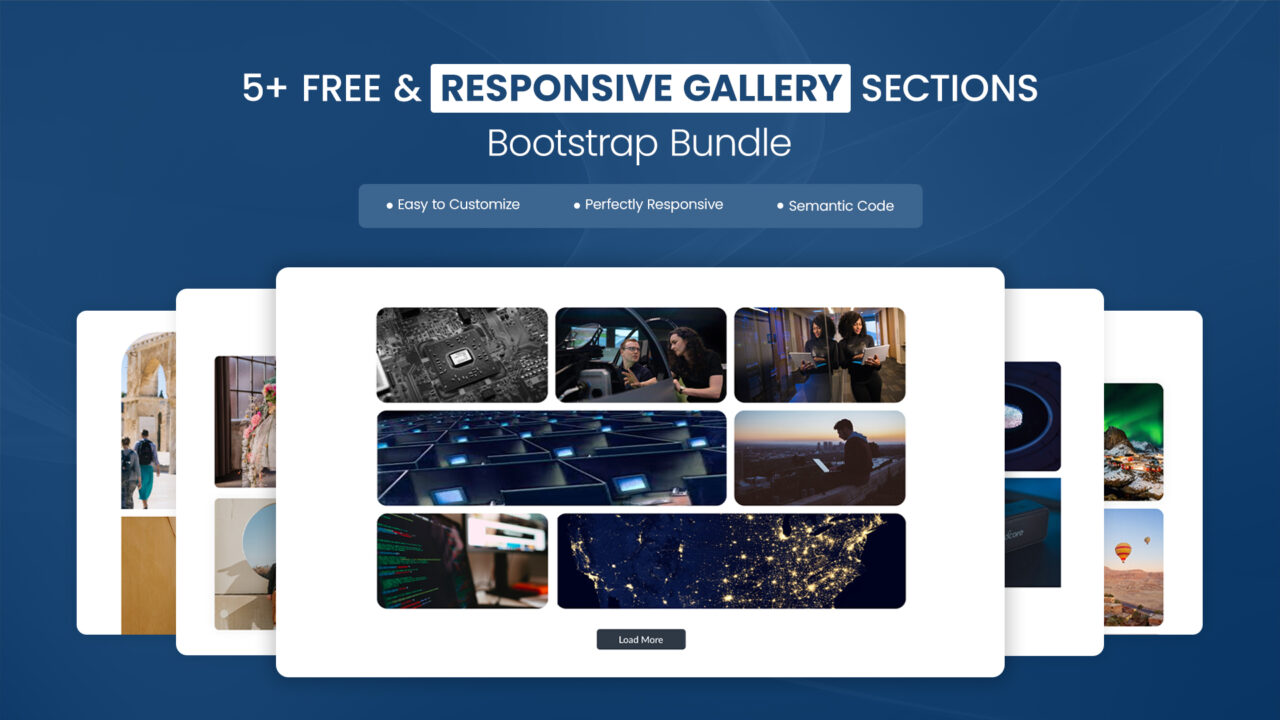 5+ FREE & RESPONSIVE GALLERY SECTIONS
Bootstrap Bundle
• Easy to Customize • Perfectly Responsive • Semantic Code
Load More